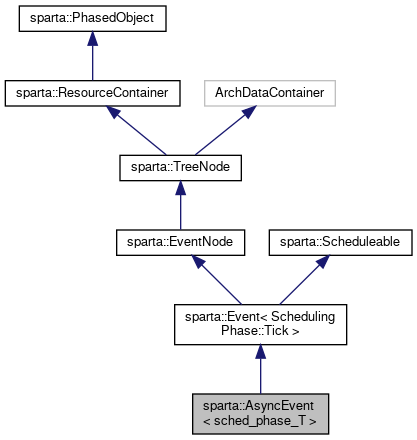 sparta::PhasedObject
sparta::ResourceContainer
ArchDataContainer
sparta::TreeNode
sparta::EventNode
sparta::Scheduleable
sparta::Event< Scheduling
Phase::Tick >
sparta::AsyncEvent
< sched_phase_T >